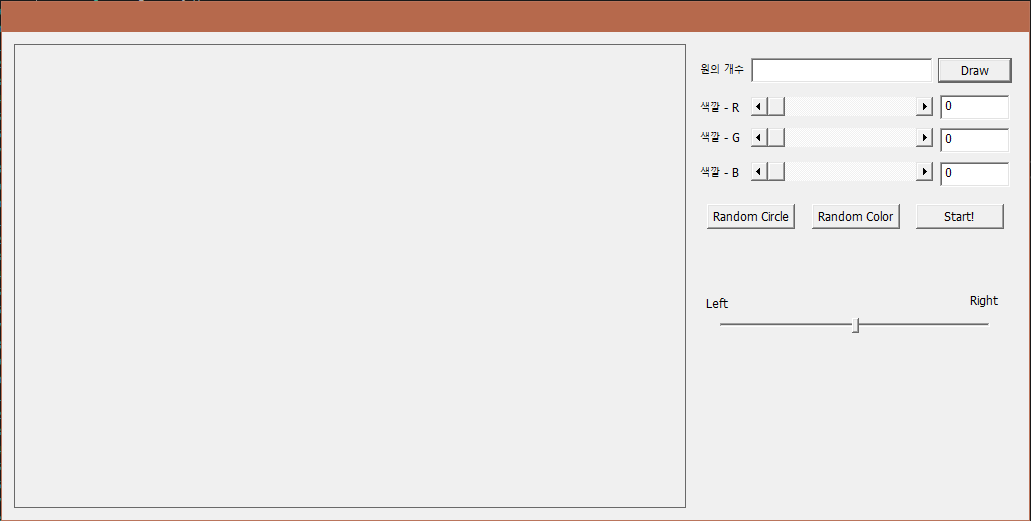 원의 개수
Draw
색깔 - R
0
색깔 - G
0
색깔 - B
0
Random Circle
Random Color
Start!
Left
Right